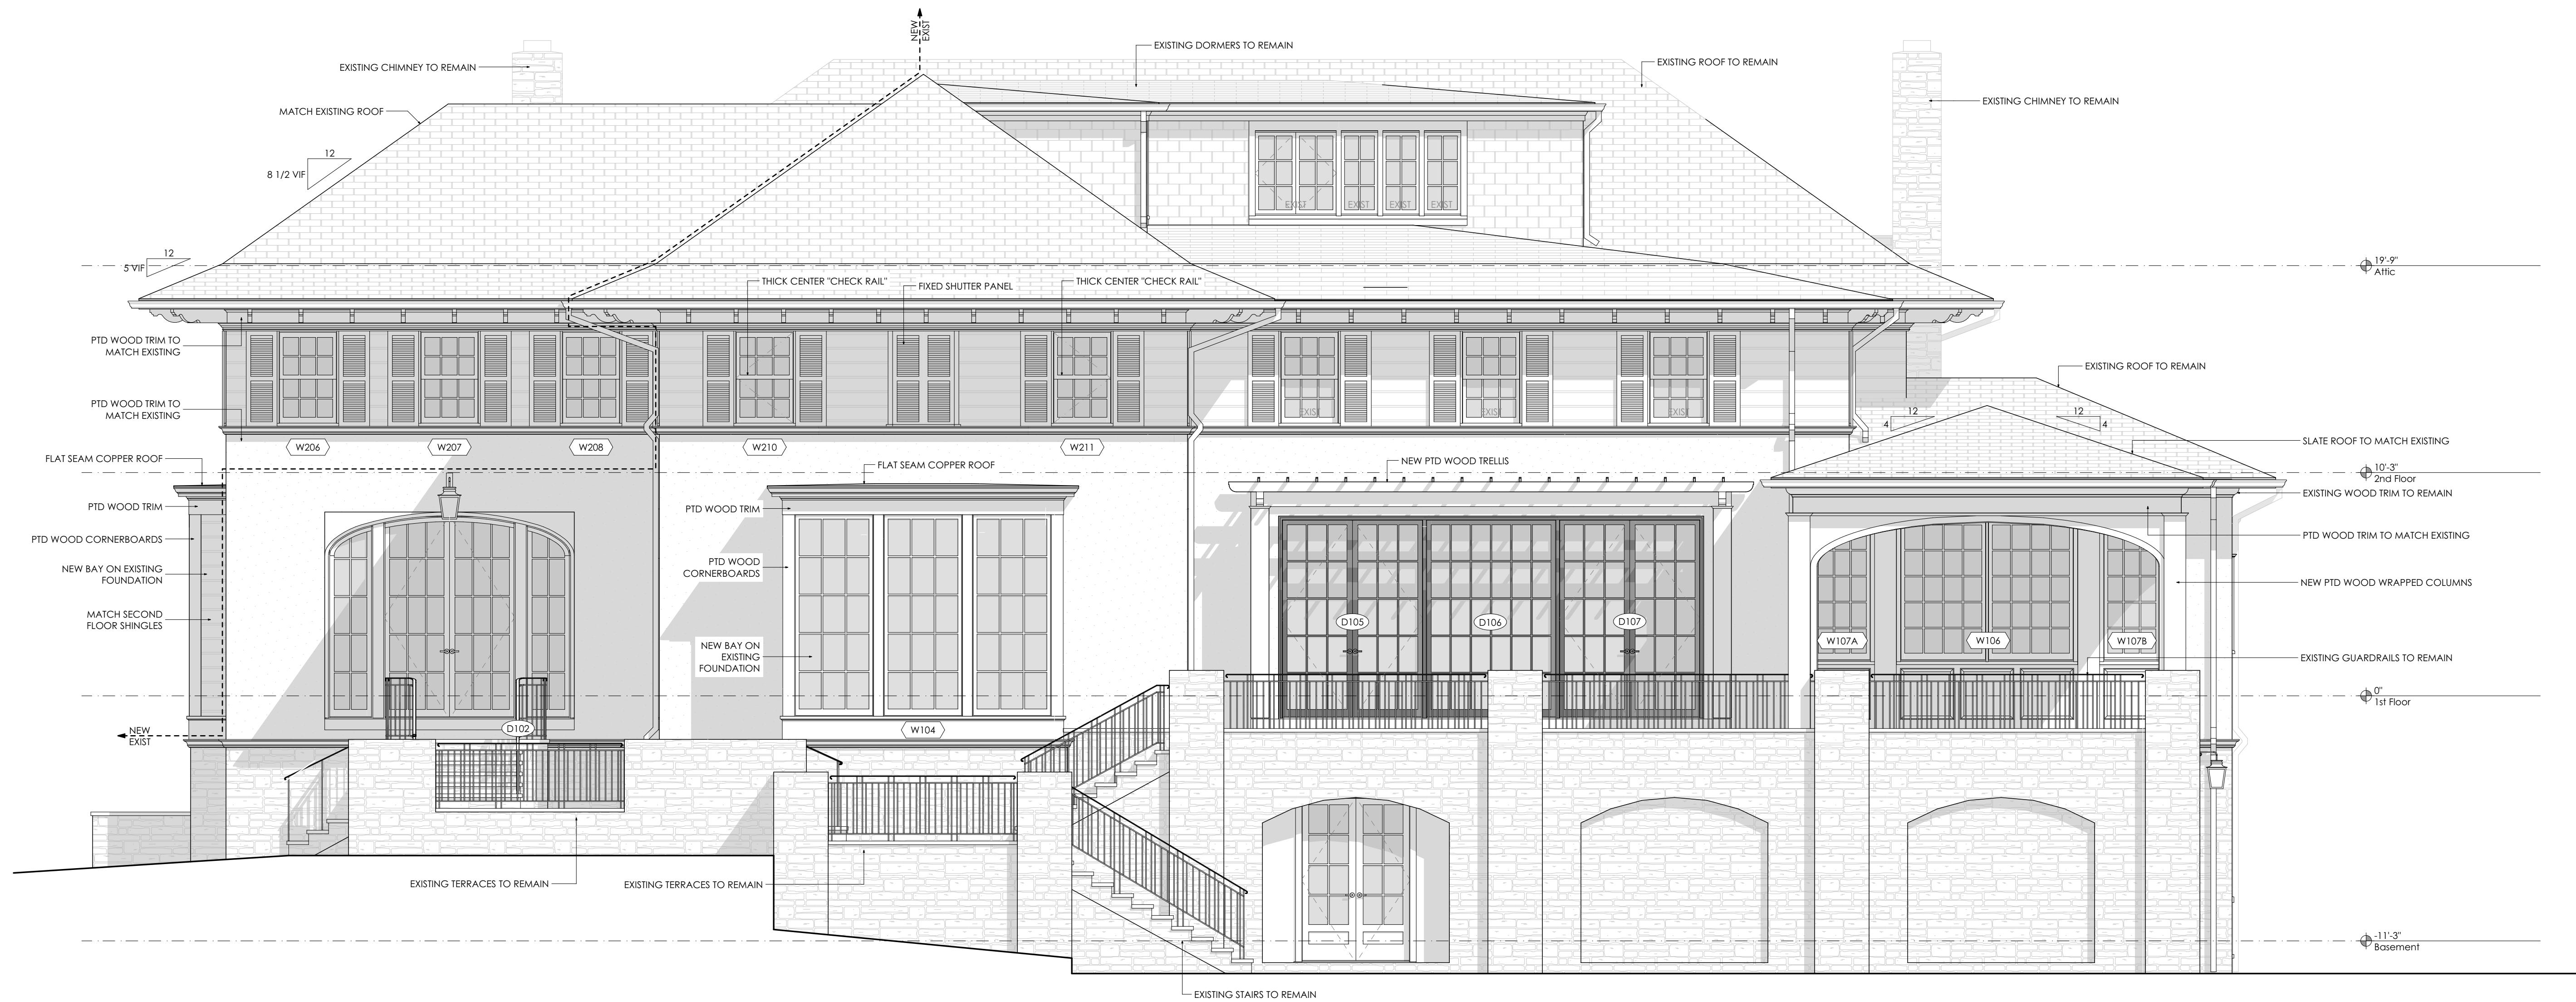 NEW
EXIST
EXISTING DORMERS TO REMAIN
EXISTING CHIMNEY TO REMAIN
EXISTING ROOF TO REMAIN
EXISTING CHIMNEY TO REMAIN
MATCH EXISTING ROOF
12
8 1/2 VIF
EXIST
EXIST
EXIST
EXIST
12
5 VIF
19'-9"
Attic
THICK CENTER "CHECK RAIL"
FIXED SHUTTER PANEL
THICK CENTER "CHECK RAIL"
PTD WOOD TRIM TO
MATCH EXISTING
EXISTING ROOF TO REMAIN
PTD WOOD TRIM TO
MATCH EXISTING
EXIST
EXIST
EXIST
12
4
12
4
W206
W207
W208
W210
W211
SLATE ROOF TO MATCH EXISTING
FLAT SEAM COPPER ROOF
FLAT SEAM COPPER ROOF
NEW PTD WOOD TRELLIS
10'-3"
2nd Floor
EXISTING WOOD TRIM TO REMAIN
PTD WOOD TRIM
PTD WOOD TRIM
PTD WOOD CORNERBOARDS
PTD WOOD TRIM TO MATCH EXISTING
NEW BAY ON EXISTING
FOUNDATION
PTD WOOD
CORNERBOARDS
NEW PTD WOOD WRAPPED COLUMNS
MATCH SECOND
FLOOR SHINGLES
D105
D106
D107
W107A
W106
W107B
NEW BAY ON
EXISTING
FOUNDATION
EXISTING GUARDRAILS TO REMAIN
0"
1st Floor
NEW
EXIST
D102
W104
EXISTING TERRACES TO REMAIN
EXISTING TERRACES TO REMAIN
-11'-3"
Basement
EXISTING STAIRS TO REMAIN